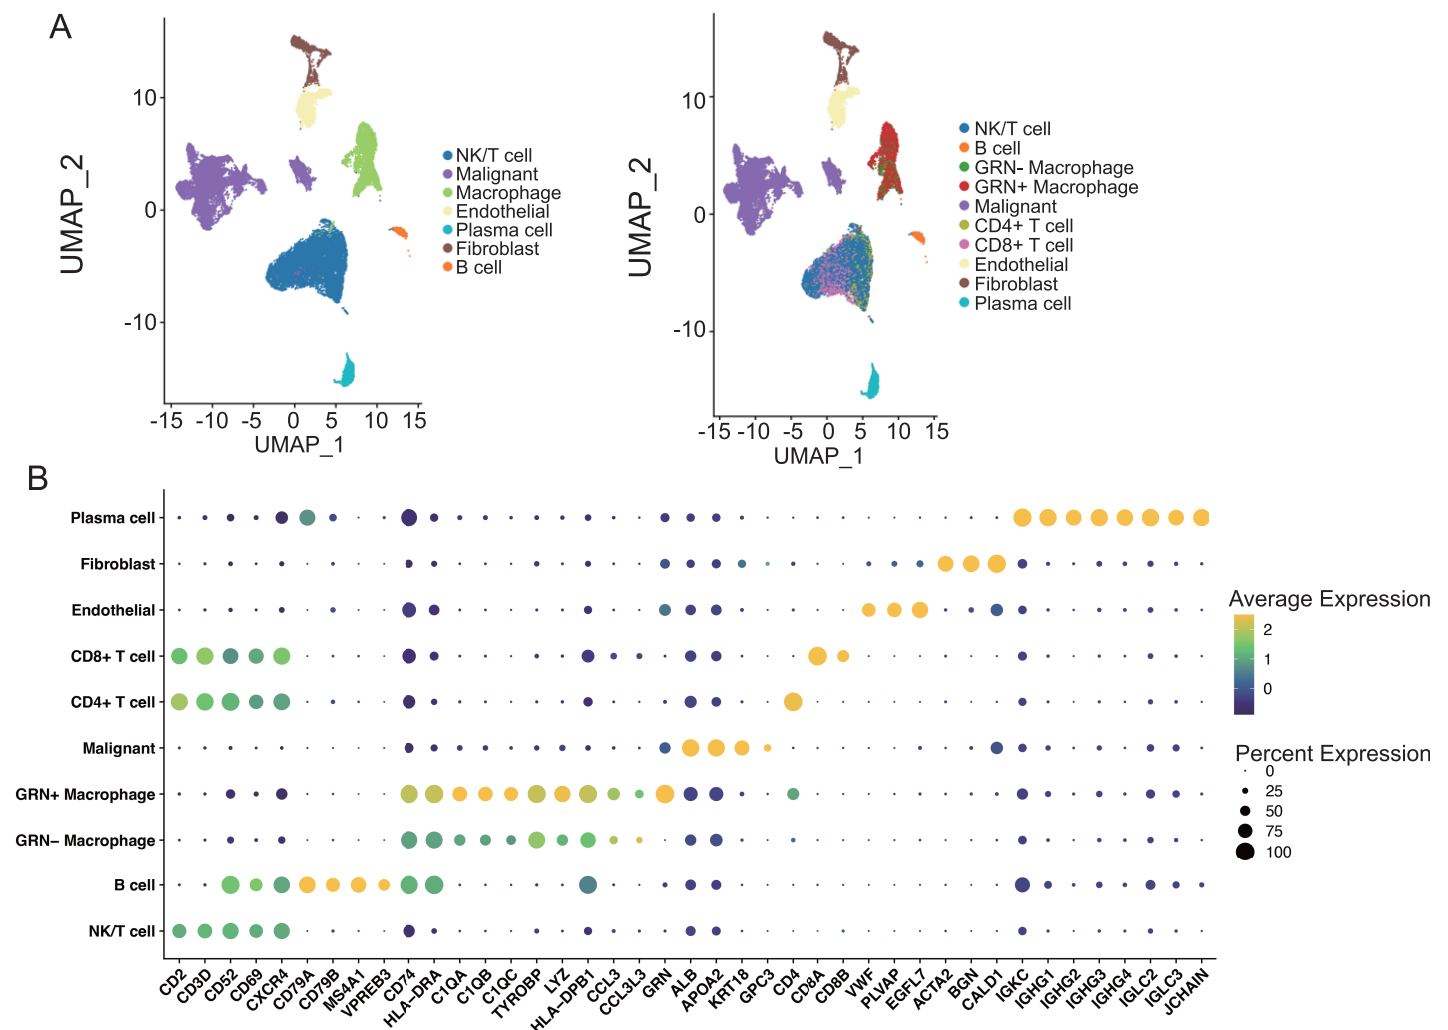 A
UMAP_2
10
0
-10
-15 -10 -5 0 5 10 15
UMAP_1
NK/T cell
Malignant
Macrophage
Endothelial
Plasma cell
Fibroblast
B cell
UMAP_2
10
0
-10
-15 -10 -5 0 5 10 15
UMAP_1
NK/T cell
B cell
GRN- Macrophage
GRN+ Macrophage
Malignant
CD4+ T cell
CD8+ T cell
Endothelial
Fibroblast
Plasma cell
B
Plasma cell
Fibroblast
Endothelial
CD8+ T cell
CD4+ T cell
Malignant
GRN+ Macrophage
GRN− Macrophage
B cell
NK/T cell
CD2
CD3D
CD52
CD69
CXCR4
CD79A
CD79B
MS4A1
VPREB3
CD74
HLA−DRA
C1QA
C1QB
C1QC
TYROBP
LYZ
HLA−DPB1
CCL3
CCL3L3
GRN
ALB
APOA2
KRT18
GPC3
CD4
CD8A
CD8B
VWF
PLVAP
EGFL7
ACTA2
BGN
CALD1
IGKC
IGHG1
IGHG2
IGHG3
IGHG4
IGLC2
IGLC3
JCHAIN
Average Expression
2
1
0
Percent Expression
0
25
50
75
100